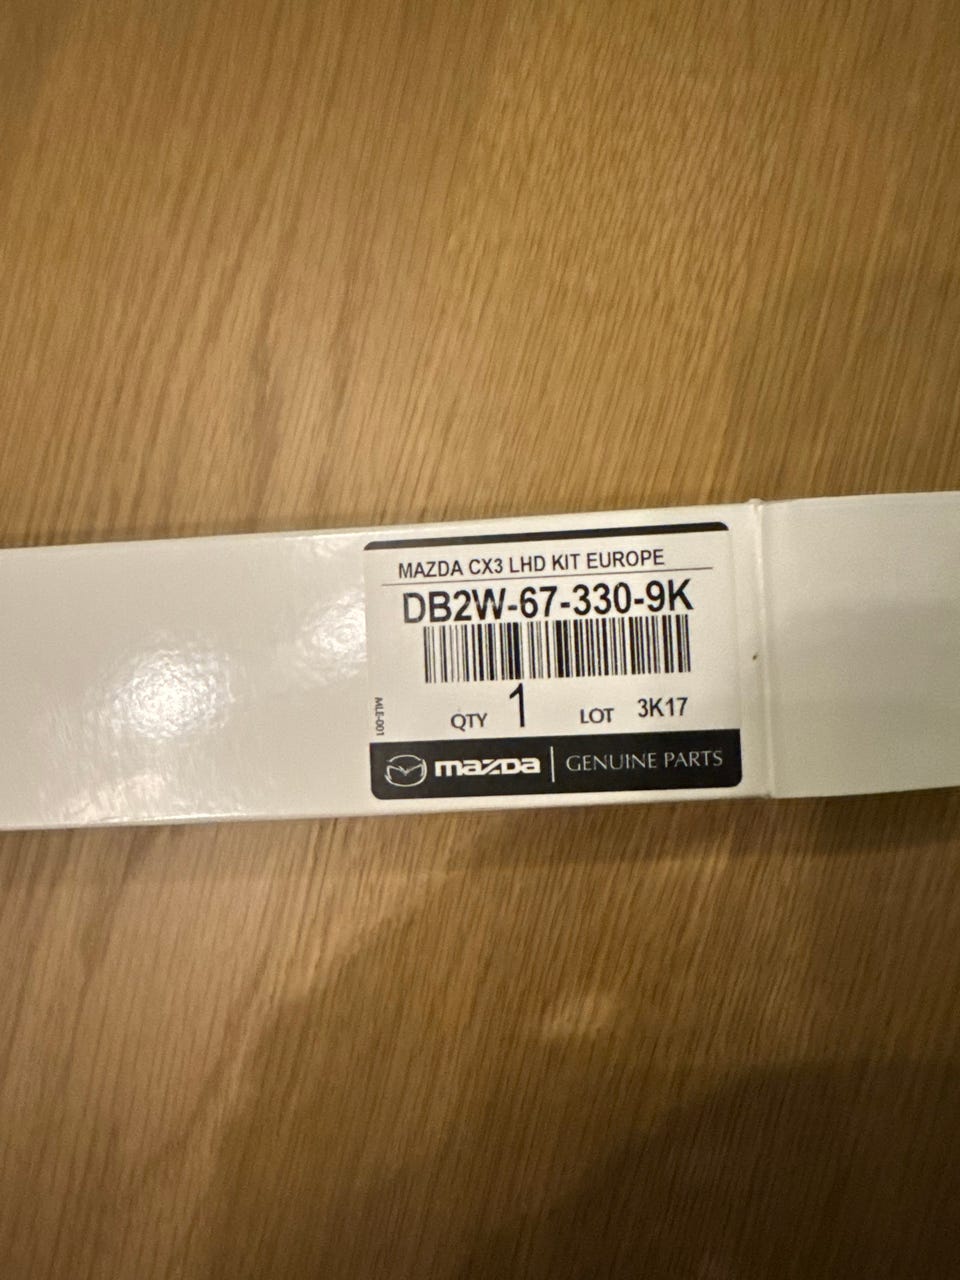 MAZDA CX3 LHD KIT EUROPE
DB2W-67-330-9K
QTY 1 LOT 3K17
MLE-001
mazda GENUINE PARTS